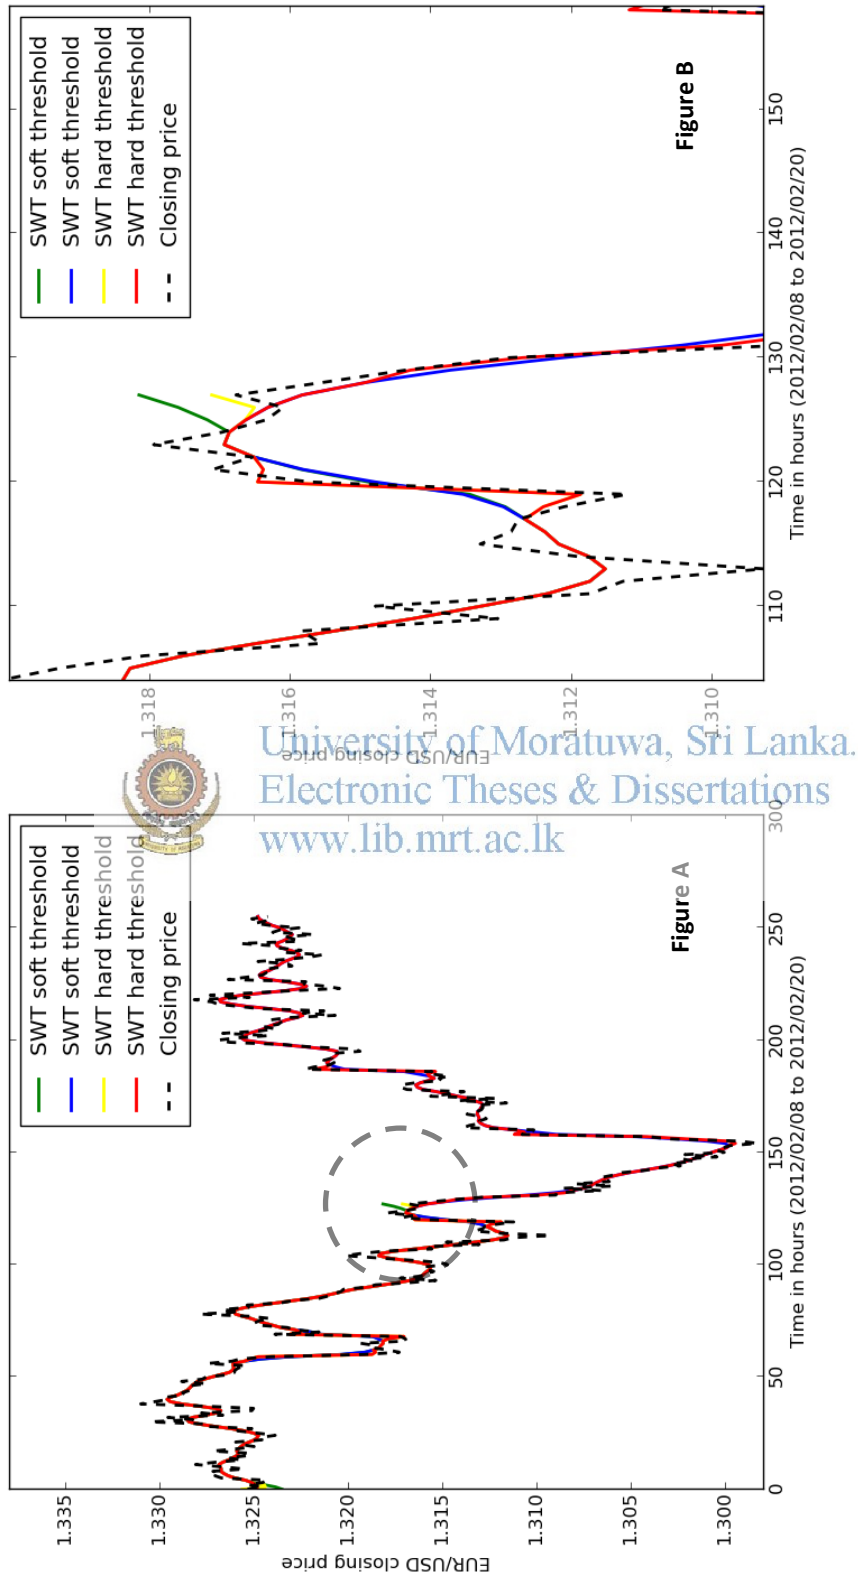 1.335
1.330
1.325
1.320
1.315
1.310
1.305
1.300
EUR/USD closing price
0
50
100
150
200
250
300
Time in hours (2012/02/08 to 2012/02/20)
SWT soft threshold
SWT soft threshold
SWT hard threshold
SWT hard threshold
Closing price
Figure A
University of Moratuwa, Sri Lanka.
Electronic Theses & Dissertations
www.lib.mrt.ac.lk
1.318
1.316
1.314
1.312
1.310
EUR/USD closing price
110
120
130
140
150
Time in hours (2012/02/08 to 2012/02/20)
SWT soft threshold
SWT soft threshold
SWT hard threshold
SWT hard threshold
Closing price
Figure B